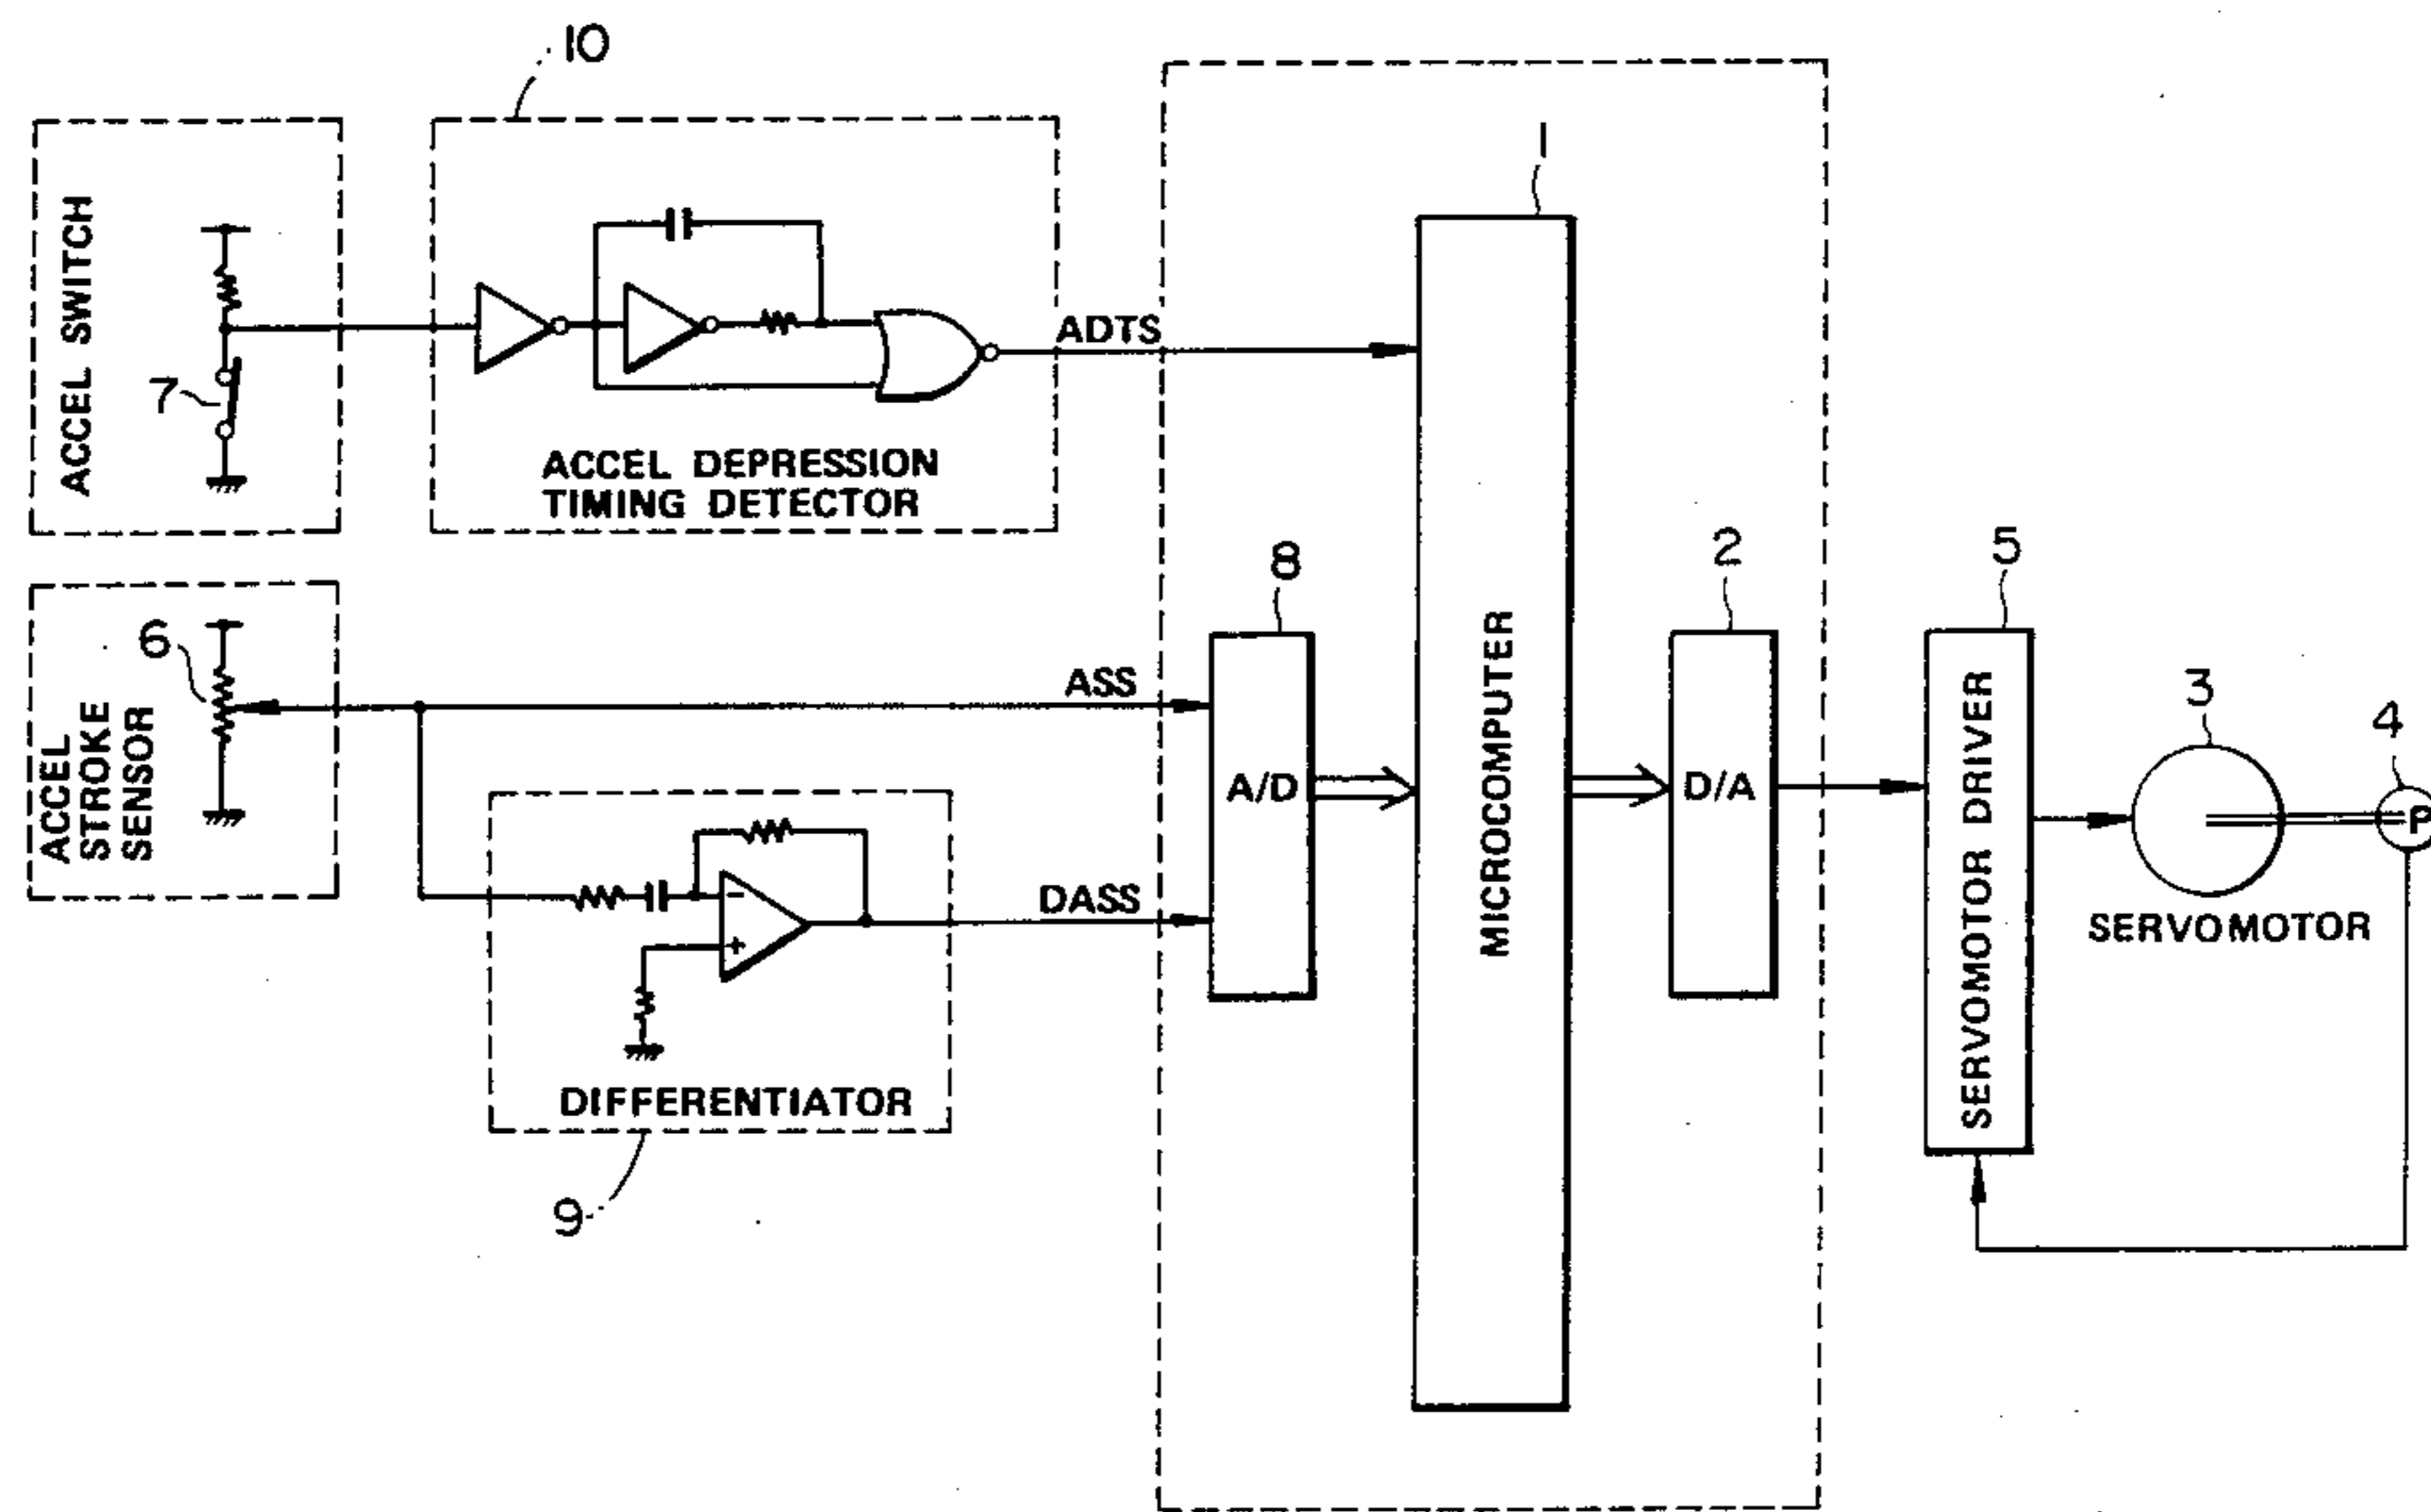 10
ACCEL SWITCH
7
ADTS
ACCEL DEPRESSION
TIMING DETECTOR
1
MICROCOMPUTER
8
A/D
2
D/A
5
SERVOMOTOR DRIVER
3
SERVOMOTOR
4
P
6
ACCEL
STROKE
SENSOR
ASS
DASS
-
+
DIFFERENTIATOR
9